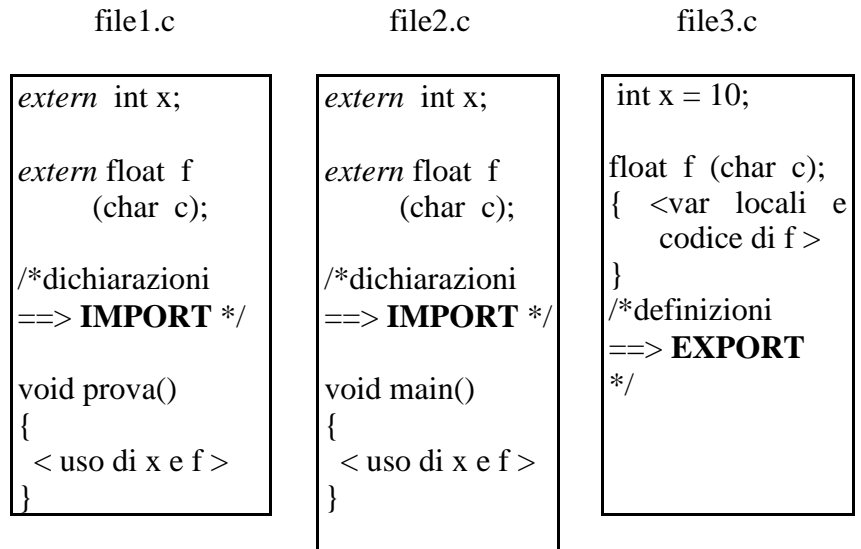 file1.c
extern int x;
extern float f
(char c);
/*dichiarazioni
==> IMPORT */
void prova()
{
< uso di x e f >
}
file2.c
extern int x;
extern float f
(char c);
/*dichiarazioni
==> IMPORT */
void main()
{
< uso di x e f >
}
file3.c
int x = 10;
float f (char c);
{ <var locali e
codice di f >
}
/*definizioni
==> EXPORT
*/